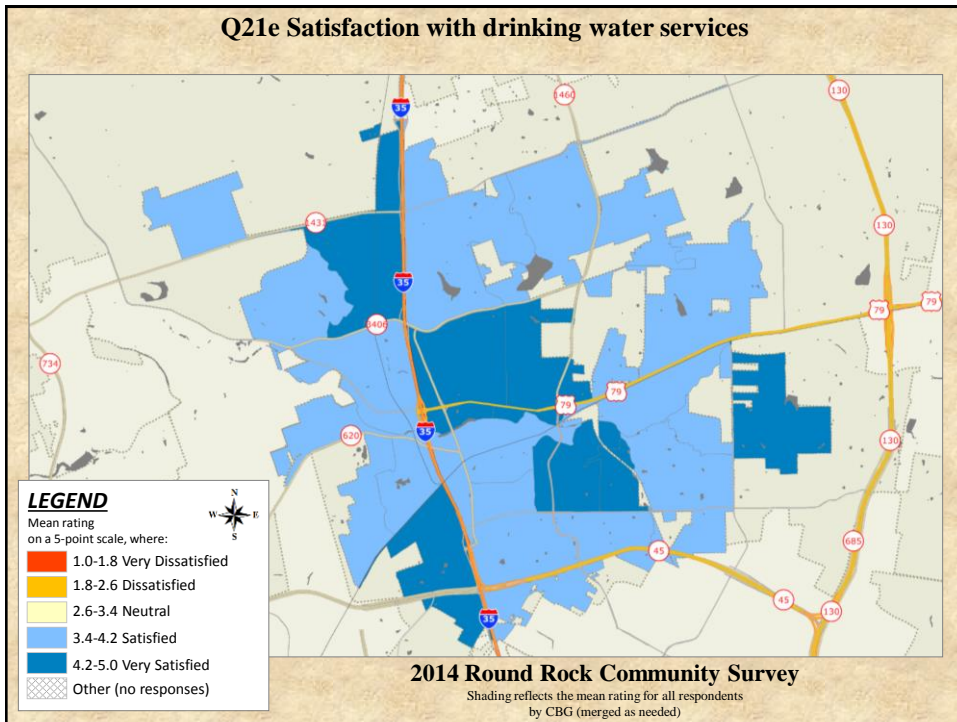 Q21e Satisfaction with drinking water services
35
1460
130
1431
130
35
79
79
3406
734
79
79
35
620
130
685
45
45
130
35
LEGEND
N
W
E
S
Mean rating
on a 5-point scale, where:
1.0-1.8 Very Dissatisfied
1.8-2.6 Dissatisfied
2.6-3.4 Neutral
3.4-4.2 Satisfied
4.2-5.0 Very Satisfied
Other (no responses)
2014 Round Rock Community Survey
Shading reflects the mean rating for all respondents
by CBG (merged as needed)